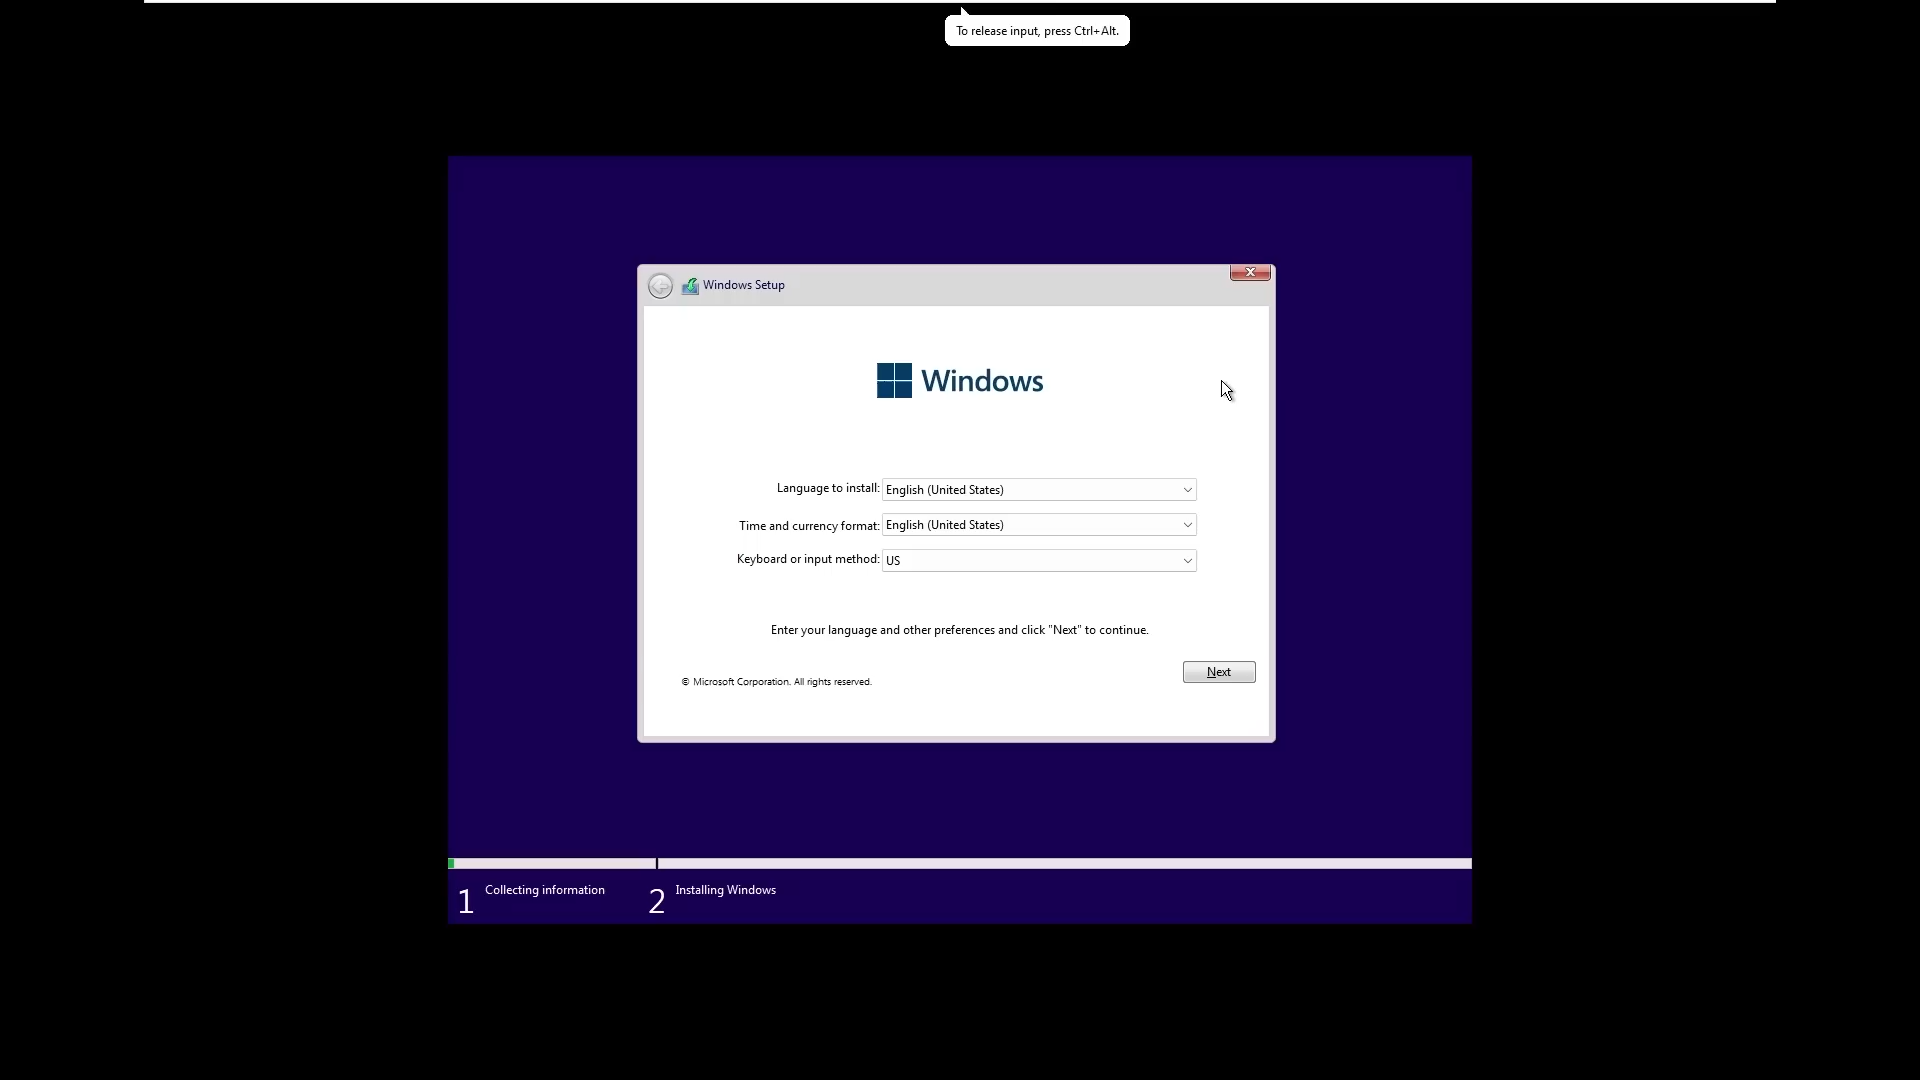 To release input, press Ctrl+Alt.
Windows Setup
Windows
Language to install: English (United States)
Time and currency format: English (United States)
Keyboard or input method: US
Enter your language and other preferences and click "Next" to continue.
Next
© Microsoft Corporation. All rights reserved.
1 Collecting information
2 Installing Windows